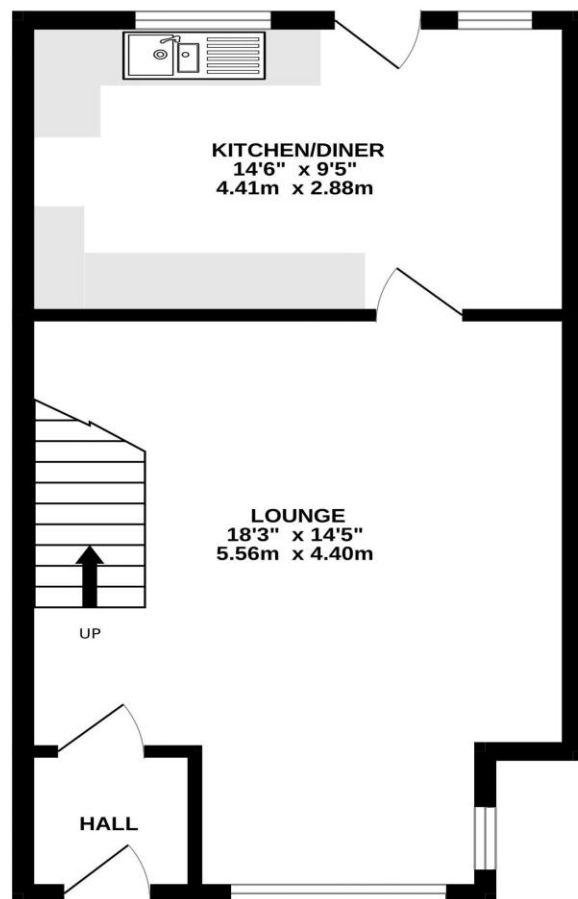 KITCHEN/DINER
14'6" x 9'5"
4.41m x 2.88m
LOUNGE
18'3" x 14'5"
5.56m x 4.40m
UP
HALL